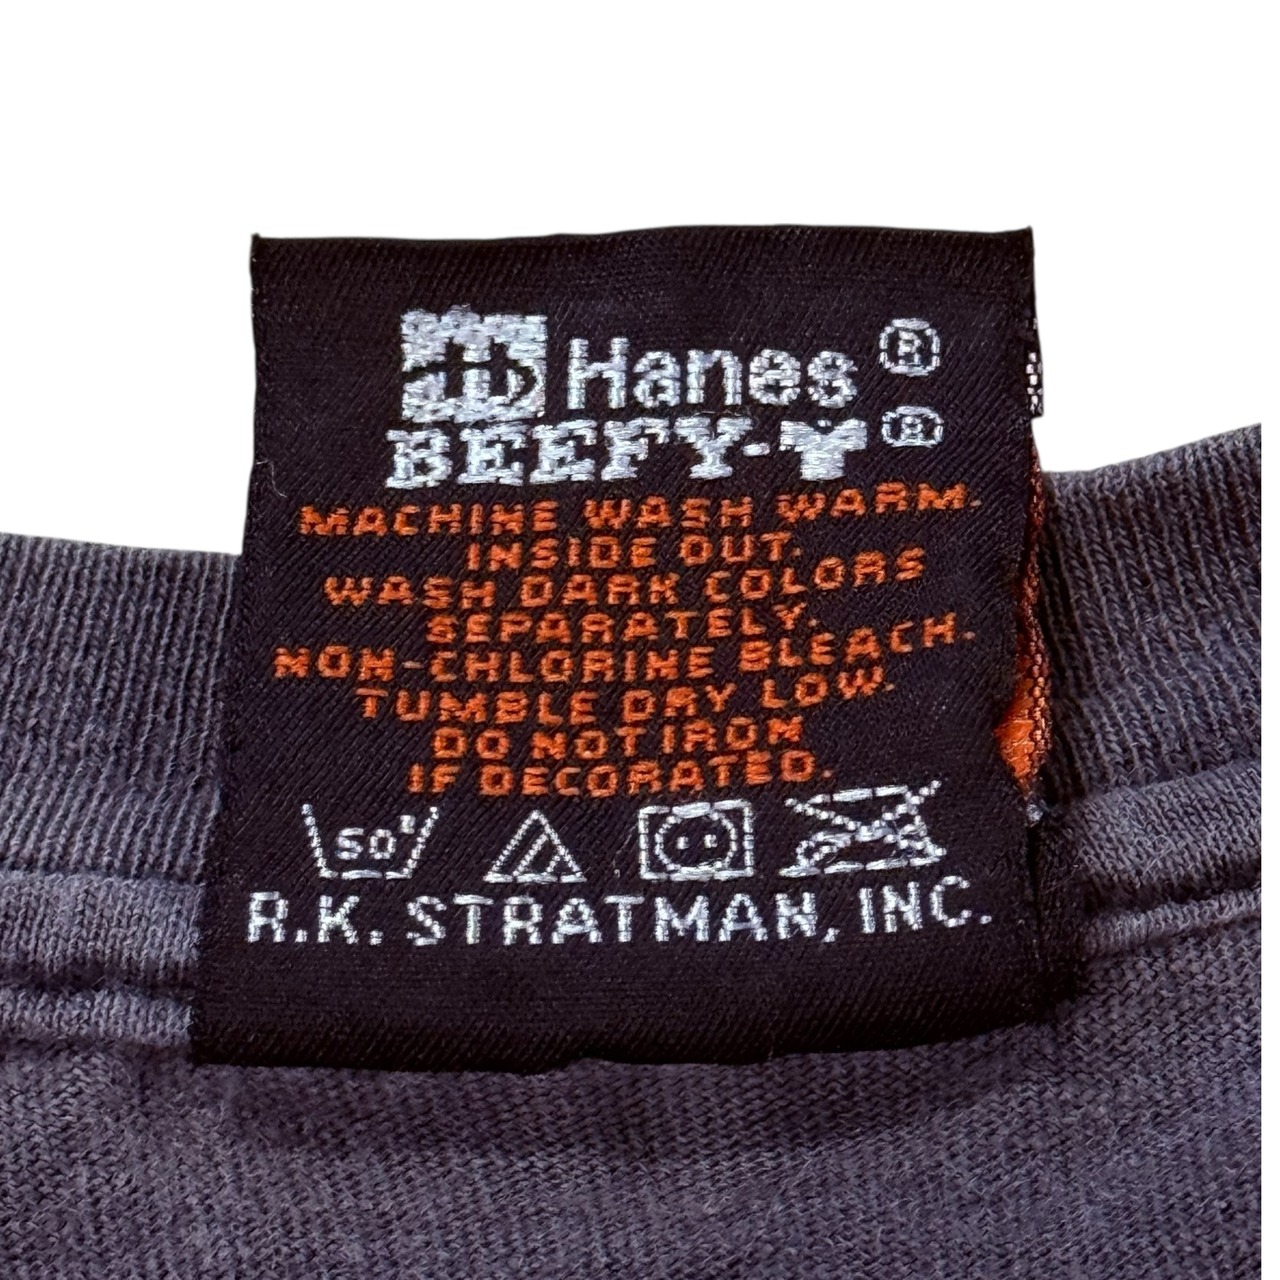 Hanes®
BEEFY-T®
MACHINE WASH WARM.
INSIDE OUT.
WASH DARK COLORS
SEPARATELY.
NON-CHLORINE BLEACH.
TUMBLE DRY LOW.
DO NOT IRON
IF DECORATED.
50°
R.K. STRATMAN, INC.